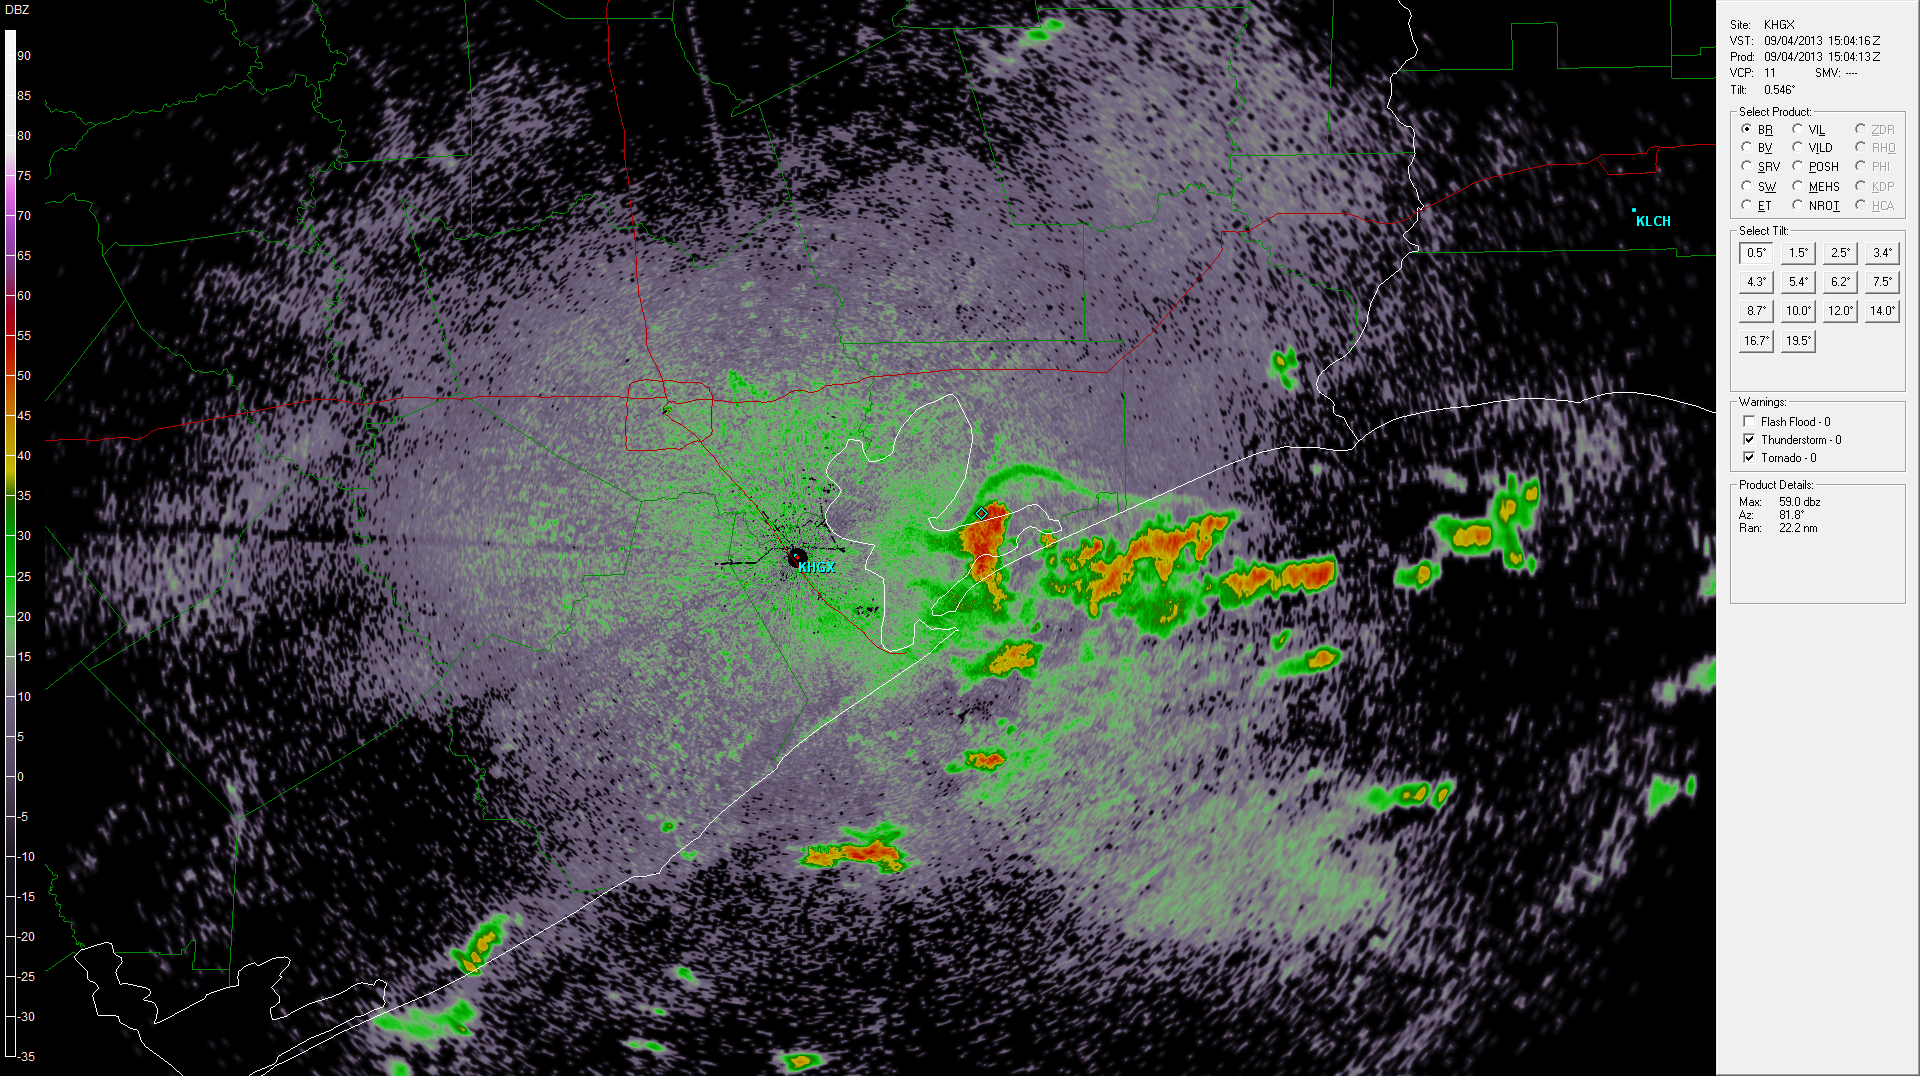 DBZ
90
85
80
75
70
65
60
55
50
45
40
35
30
25
20
15
10
5
0
-5
-10
-15
-20
-25
-30
-35
KLCH
KHGX
Site: KHGX
VST: 09/04/2013 15:04:16 Z
Prod: 09/04/2013 15:04:13 Z
VCP: 11 SMV: ----
Tilt: 0.546°
Select Product:
BR VIL ZDR
BV VILD RHO
SRV POSH PHI
SW MEHS KDP
ET NROT HCA
Select Tilt:
0.5° 1.5° 2.5° 3.4°
4.3° 5.4° 6.2° 7.5°
8.7° 10.0° 12.0° 14.0°
16.7° 19.5°
Warnings:
Flash Flood - 0
Thunderstorm - 0
Tornado - 0
Product Details:
Max: 59.0 dbz
Az: 81.8°
Ran: 22.2 nm